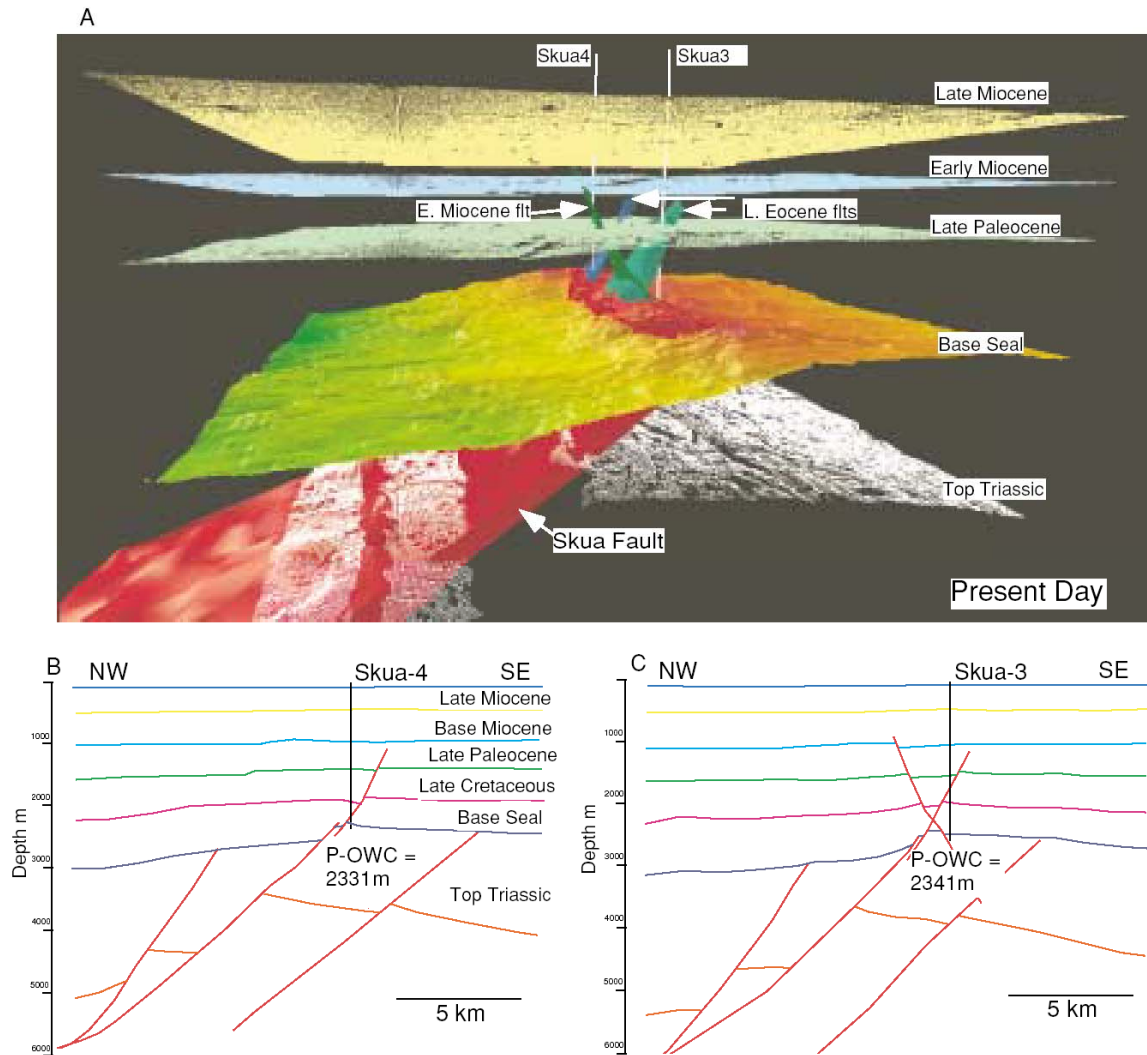 A
Skua4
Skua3
Late Miocene
Early Miocene
E. Miocene flt
L. Eocene flts
Late Paleocene
Base Seal
Top Triassic
Skua Fault
Present Day
B
NW
Skua-4
SE
Late Miocene
Base Miocene
Late Paleocene
Late Cretaceous
Base Seal
P-OWC =
2331m
Top Triassic
Depth m
1000
2000
3000
4000
5000
6000
5 km
C
NW
Skua-3
SE
P-OWC =
2341m
Depth m
1000
2000
3000
4000
5000
6000
5 km